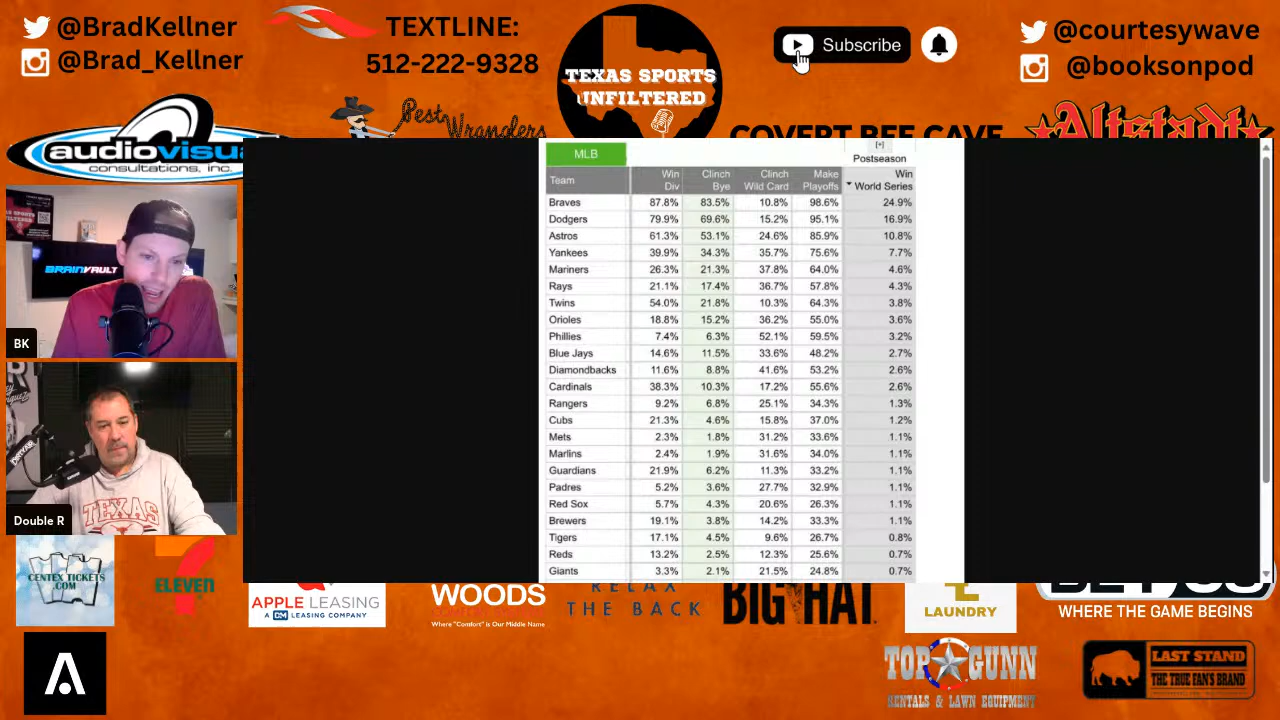 @BradKellner
@Brad_Kellner
TEXTLINE:
512-222-9328
TEXAS SPORTS
UNFILTERED
Subscribe
@courtesywave
@booksonpod
audiovisual
consultations, inc.
Pest Wranglers
COVERT BEE CAVE
Altstadt
BRAINVAULT
BK
TEXAS
Double R
MLB
[+]
Postseason
Team Win Div Clinch Bye Clinch Wild Card Make Playoffs Win World Series
Braves 87.8% 83.5% 10.8% 98.6% 24.9%
Dodgers 79.9% 69.6% 15.2% 95.1% 16.9%
Astros 61.3% 53.1% 24.6% 85.9% 10.8%
Yankees 39.9% 34.3% 35.7% 75.6% 7.7%
Mariners 26.3% 21.3% 37.8% 64.0% 4.6%
Rays 21.1% 17.4% 36.7% 57.8% 4.3%
Twins 54.0% 21.8% 10.3% 64.3% 3.8%
Orioles 18.8% 15.2% 36.2% 55.0% 3.6%
Phillies 7.4% 6.3% 52.1% 59.5% 3.2%
Blue Jays 14.6% 11.5% 33.6% 48.2% 2.7%
Diamondbacks 11.6% 8.8% 41.6% 53.2% 2.6%
Cardinals 38.3% 10.3% 17.2% 55.6% 2.6%
Rangers 9.2% 6.8% 25.1% 34.3% 1.3%
Cubs 21.3% 4.6% 15.8% 37.0% 1.2%
Mets 2.3% 1.8% 31.2% 33.6% 1.1%
Marlins 2.4% 1.9% 31.6% 34.0% 1.1%
Guardians 21.9% 6.2% 11.3% 33.2% 1.1%
Padres 5.2% 3.6% 27.7% 32.9% 1.1%
Red Sox 5.7% 4.3% 20.6% 26.3% 1.1%
Brewers 19.1% 3.8% 14.2% 33.3% 1.1%
Tigers 17.1% 4.5% 9.6% 26.7% 0.8%
Reds 13.2% 2.5% 12.3% 25.6% 0.7%
Giants 3.3% 2.1% 21.5% 24.8% 0.7%
CENTEX TICKETS
.COM
ELEVEN
APPLE LEASING
A CM LEASING COMPANY
WOODS
Where "Comfort" is Our Middle Name
RELAX
THE BACK
BIG HAT
LAUNDRY
WHERE THE GAME BEGINS
TOP GUNN
RENTALS & LAWN EQUIPMENT
LAST STAND
THE TRUE FAN'S BRAND